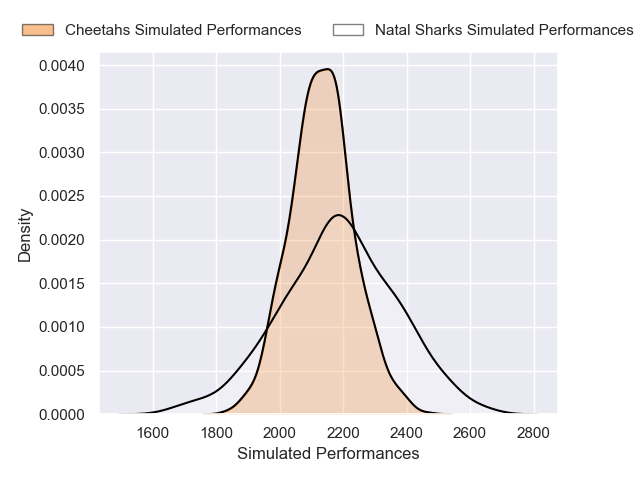 Cheetahs Simulated Performances
Natal Sharks Simulated Performances
0.0040
0.0035
0.0030
0.0025
0.0020
0.0015
0.0010
0.0005
0.0000
Density
1600 1800 2000 2200 2400 2600 2800
Simulated Performances